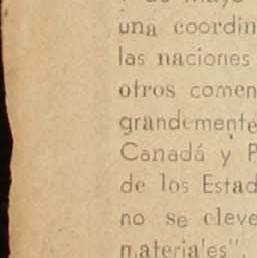 una coordin
las naciones
otros comen
grandemente
Canadá y P
de los Estad
no se eleve
materiales".